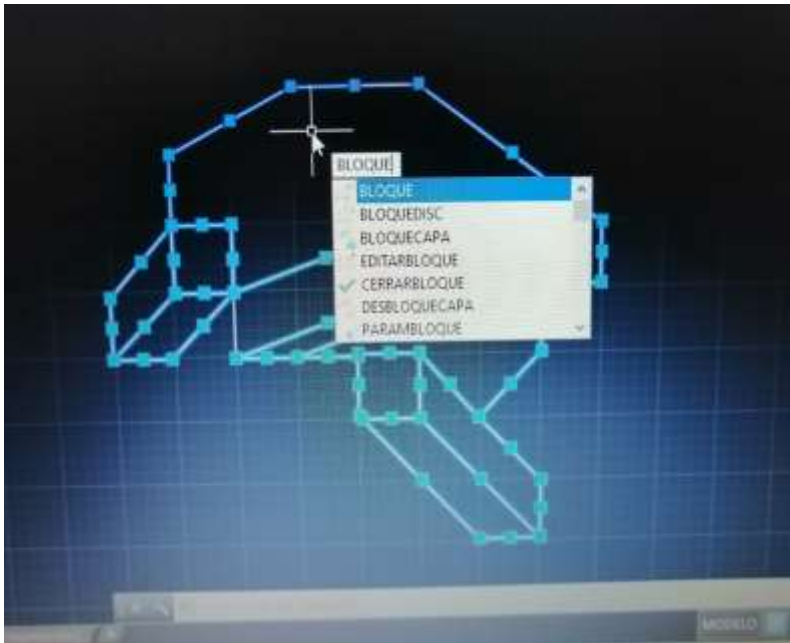 BLOQUE
BLOQUE
BLOQUEDISC
BLOQUECAPA
EDITARBLOQUE
CERRARBLOQUE
DESBLOQUECAPA
PARAMBLOQUE
MODELO